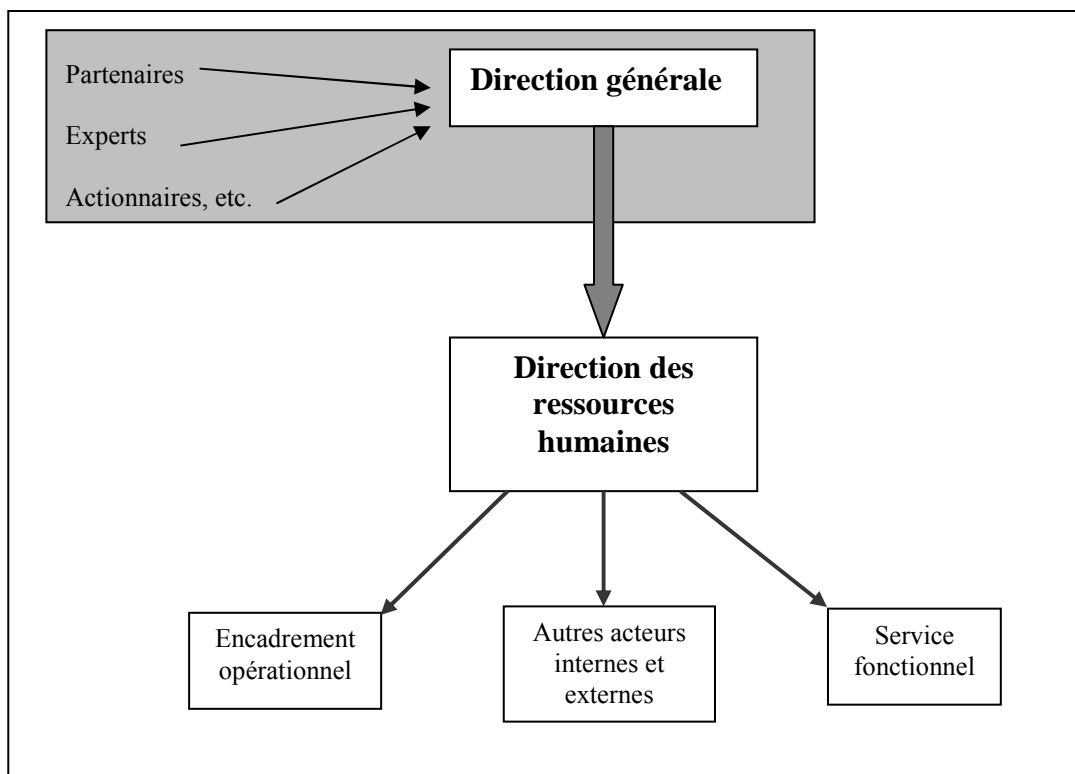 Partenaires
Direction générale
Experts
Actionnaires, etc.
Direction des
ressources
humaines
Encadrement
opérationnel
Autres acteurs
internes et
externes
Service
fonctionnel